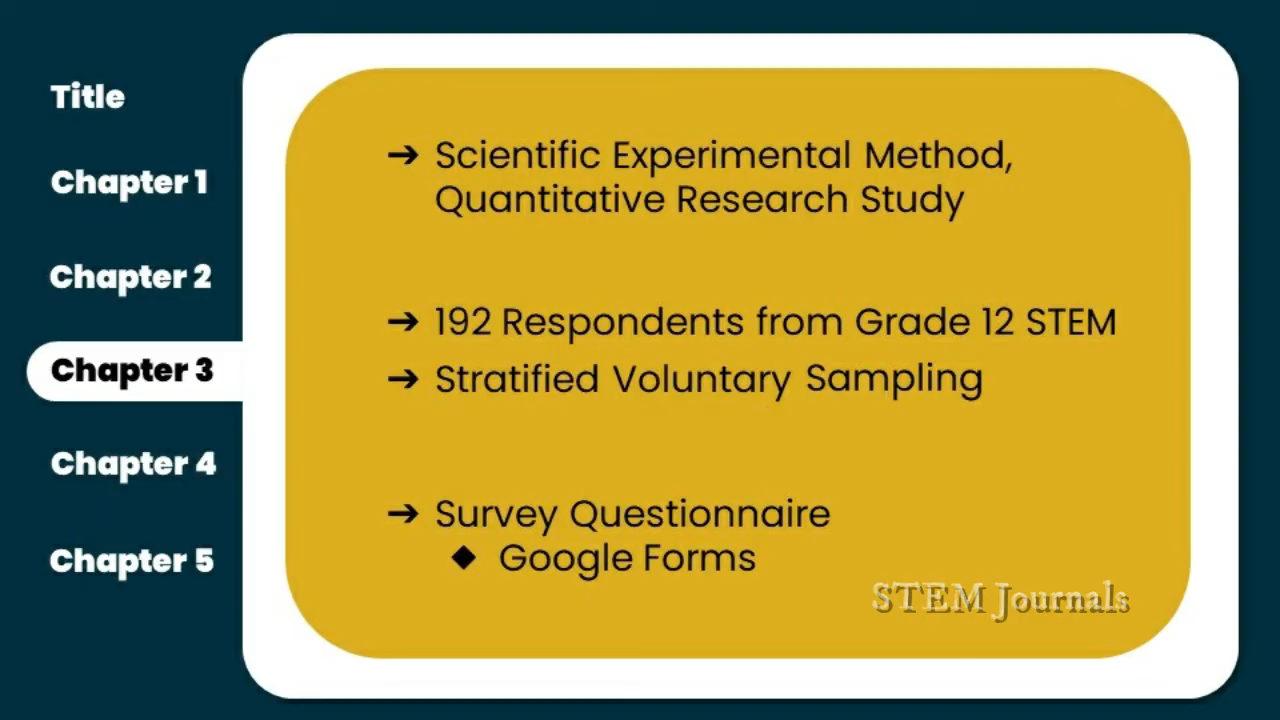 Title
Chapter 1
Chapter 2
Chapter 3
Chapter 4
Chapter 5
➔ Scientific Experimental Method,
Quantitative Research Study
➔ 192 Respondents from Grade 12 STEM
➔ Stratified Voluntary Sampling
➔ Survey Questionnaire
◆ Google Forms
STEM Journals